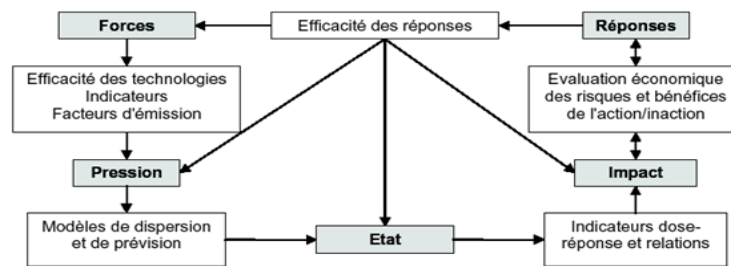 Forces
Efficacité des réponses
Réponses
Efficacité des technologies
Indicateurs
Facteurs d'émission
Evaluation économique
des risques et bénéfices
de l'action/inaction
Pression
Impact
Modèles de dispersion
et de prévision
Etat
Indicateurs dose-
réponse et relations